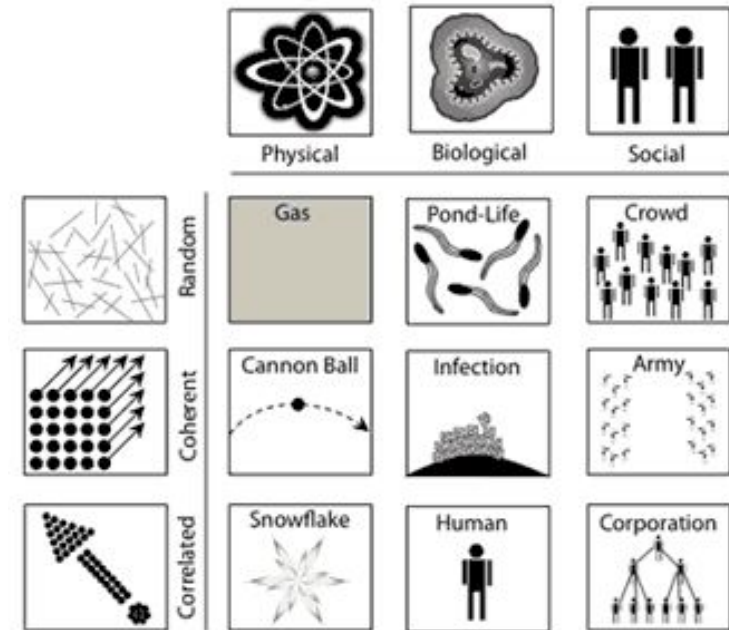 Physical Biological Social
Random
Gas Pond-Life Crowd
Coherent
Cannon Ball Infection Army
Correlated
Snowflake Human Corporation